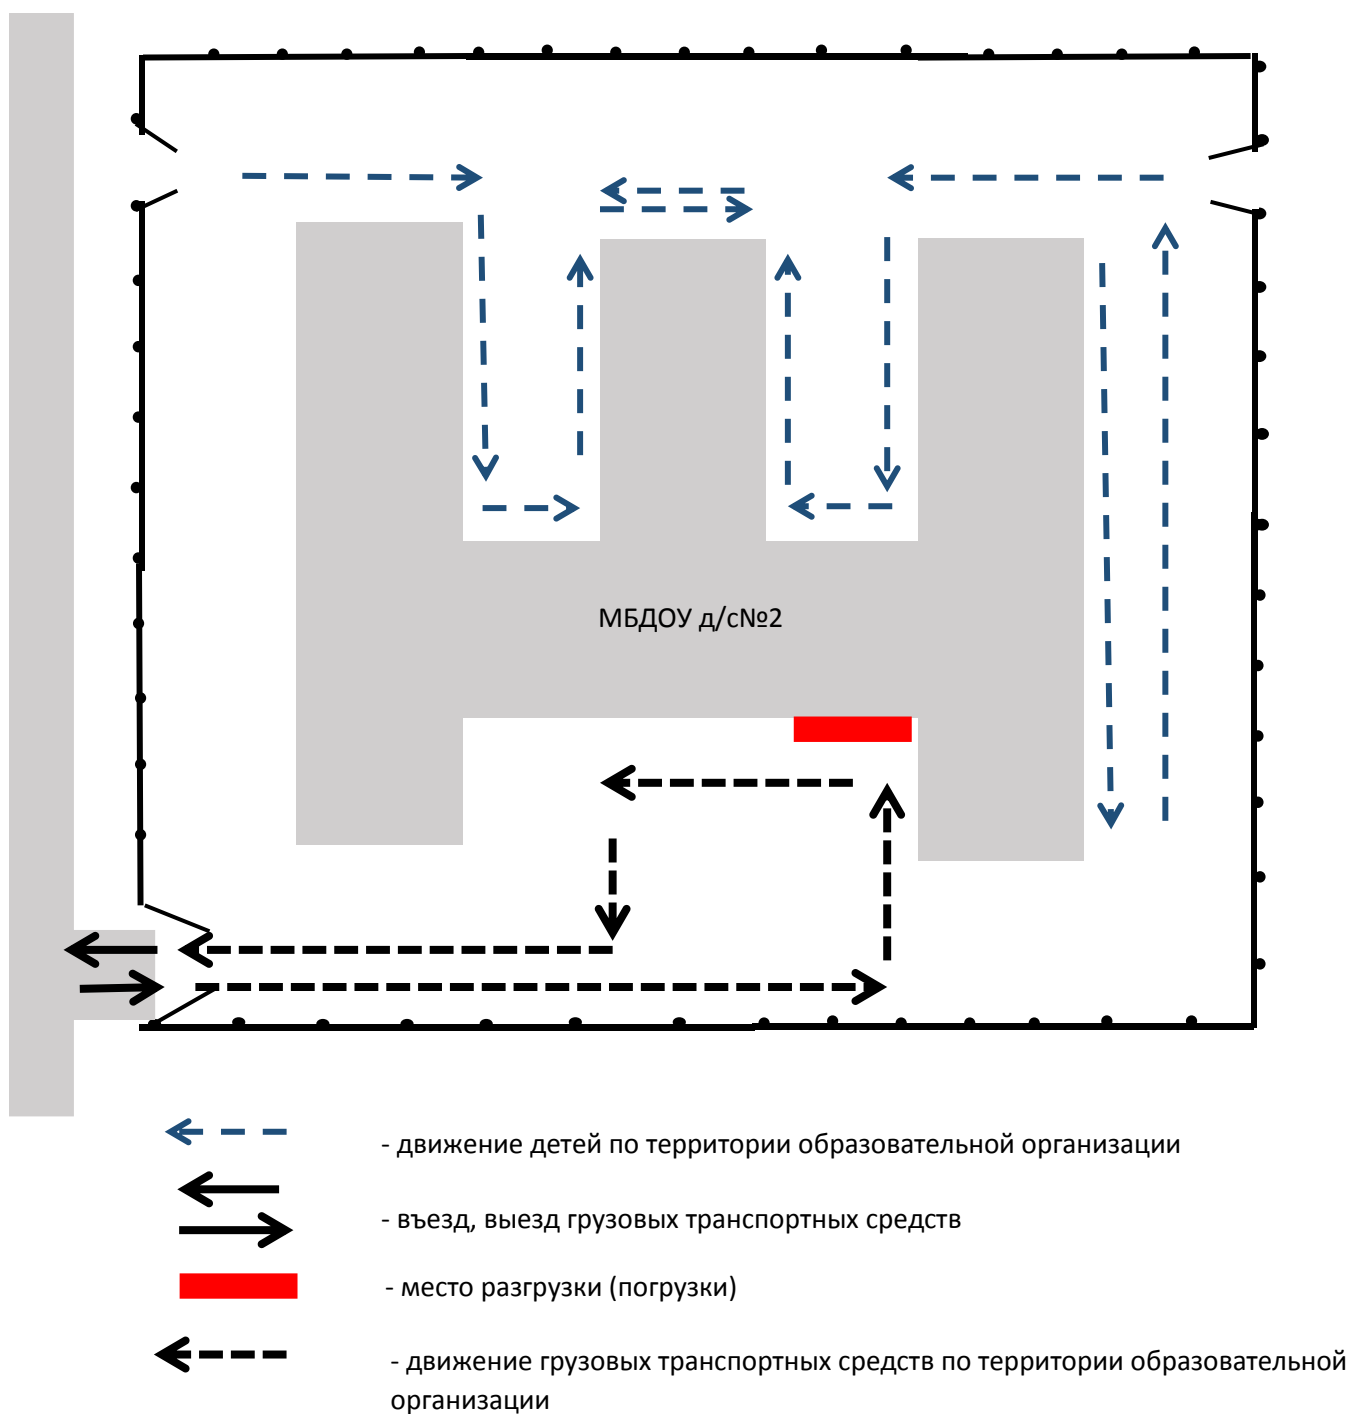 МБДОУ д/с№2
- движение детей по территории образовательной организации
- въезд, выезд грузовых транспортных средств
- место разгрузки (погрузки)
- движение грузовых транспортных средств по территории образовательной
организации